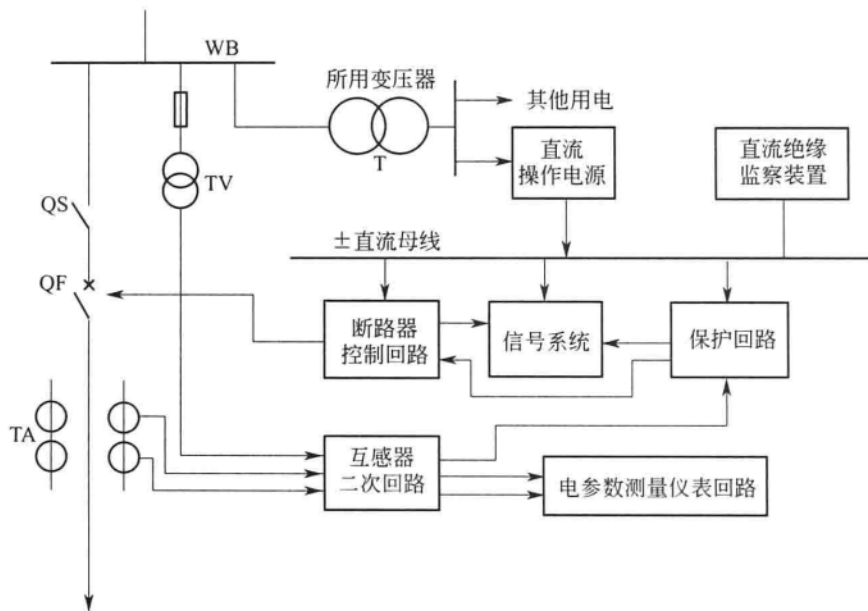 WB
所用变压器
T
其他用电
TV
直流
操作电源
直流绝缘
监察装置
QS
±直流母线
QF
断路器
控制回路
信号系统
保护回路
TA
互感器
二次回路
电参数测量仪表回路